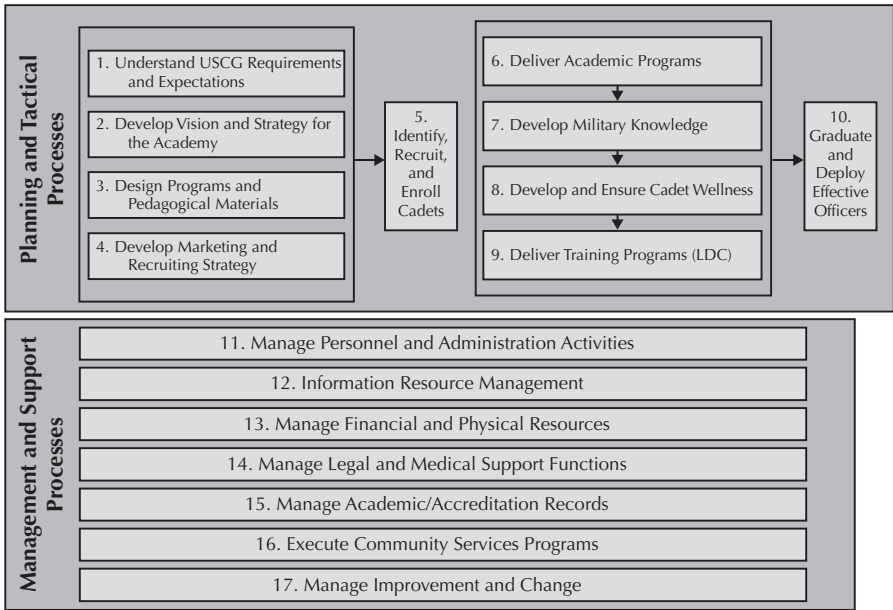 Planning and Tactical
Processes
1. Understand USCG Requirements
and Expectations
2. Develop Vision and Strategy for
the Academy
3. Design Programs and
Pedagogical Materials
4. Develop Marketing and
Recruiting Strategy
5.
Identify,
Recruit,
and
Enroll
Cadets
6. Deliver Academic Programs
7. Develop Military Knowledge
8. Develop and Ensure Cadet Wellness
9. Deliver Training Programs (LDC)
10.
Graduate
and
Deploy
Effective
Officers
Management and Support
Processes
11. Manage Personnel and Administration Activities
12. Information Resource Management
13. Manage Financial and Physical Resources
14. Manage Legal and Medical Support Functions
15. Manage Academic/Accreditation Records
16. Execute Community Services Programs
17. Manage Improvement and Change